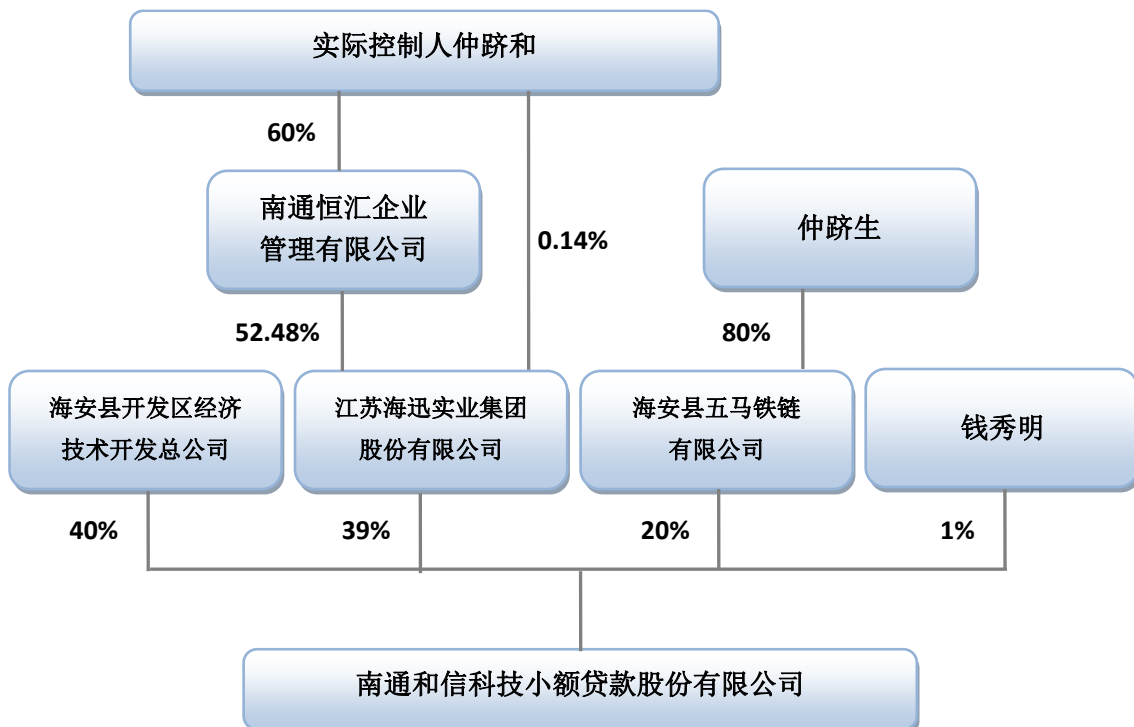 实际控制人仲跻和
60%
南通恒汇企业
管理有限公司
0.14%
仲跻生
52.48%
80%
海安县开发区经济
技术开发总公司
江苏海迅实业集团
股份有限公司
海安县五马铁链
有限公司
钱秀明
40%
39%
20%
1%
南通和信科技小额贷款股份有限公司